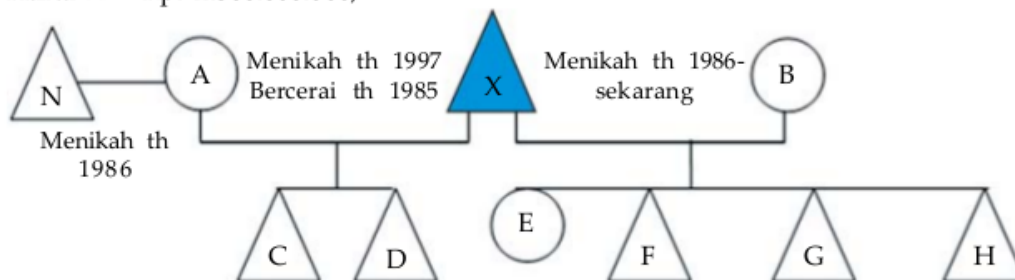 N
A
Menikah th 1997
Bercerai th 1985
X
Menikah th 1986-
sekarang
B
Menikah th
1986
C
D
E
F
G
H